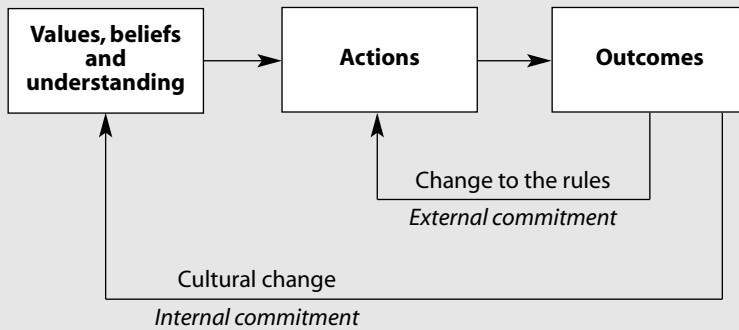 Values, beliefs
and
understanding
Actions
Outcomes
Change to the rules
External commitment
Cultural change
Internal commitment